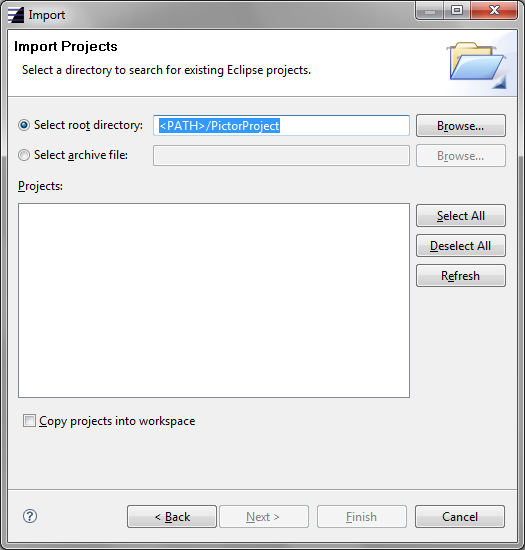 Import
Import Projects
Select a directory to search for existing Eclipse projects.
Select root directory: <PATH>/PictorProject Browse...
Select archive file: Browse...
Projects:
Select All
Deselect All
Refresh
Copy projects into workspace
? < Back Next > Finish Cancel